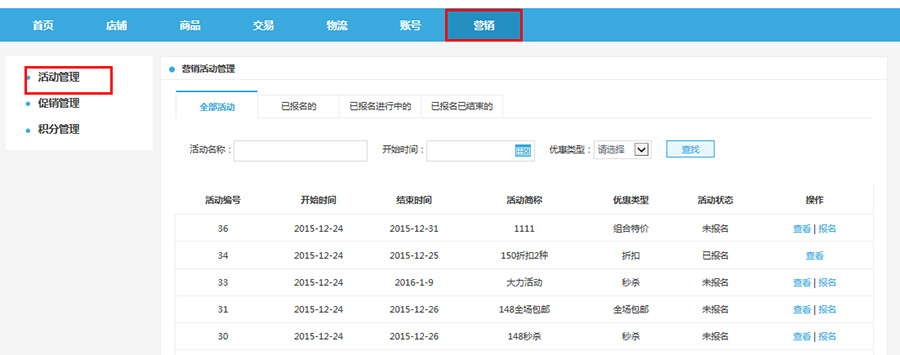 首页 店铺 商品 交易 物流 账号 营销
活动管理
促销管理
积分管理
营销活动管理
全部活动 已报名的 已报名进行中的 已报名已结束的
活动名称： 开始时间： 优惠类型： 请选择 查找
活动编号 开始时间 结束时间 活动简称 优惠类型 活动状态 操作
36 2015-12-24 2015-12-31 1111 组合特价 未报名 查看 | 报名
34 2015-12-24 2015-12-25 150折扣2种 折扣 已报名 查看
33 2015-12-24 2016-1-9 大力活动 秒杀 未报名 查看 | 报名
31 2015-12-24 2015-12-26 148全场包邮 全场包邮 未报名 查看 | 报名
30 2015-12-24 2015-12-26 148秒杀 秒杀 未报名 查看 | 报名